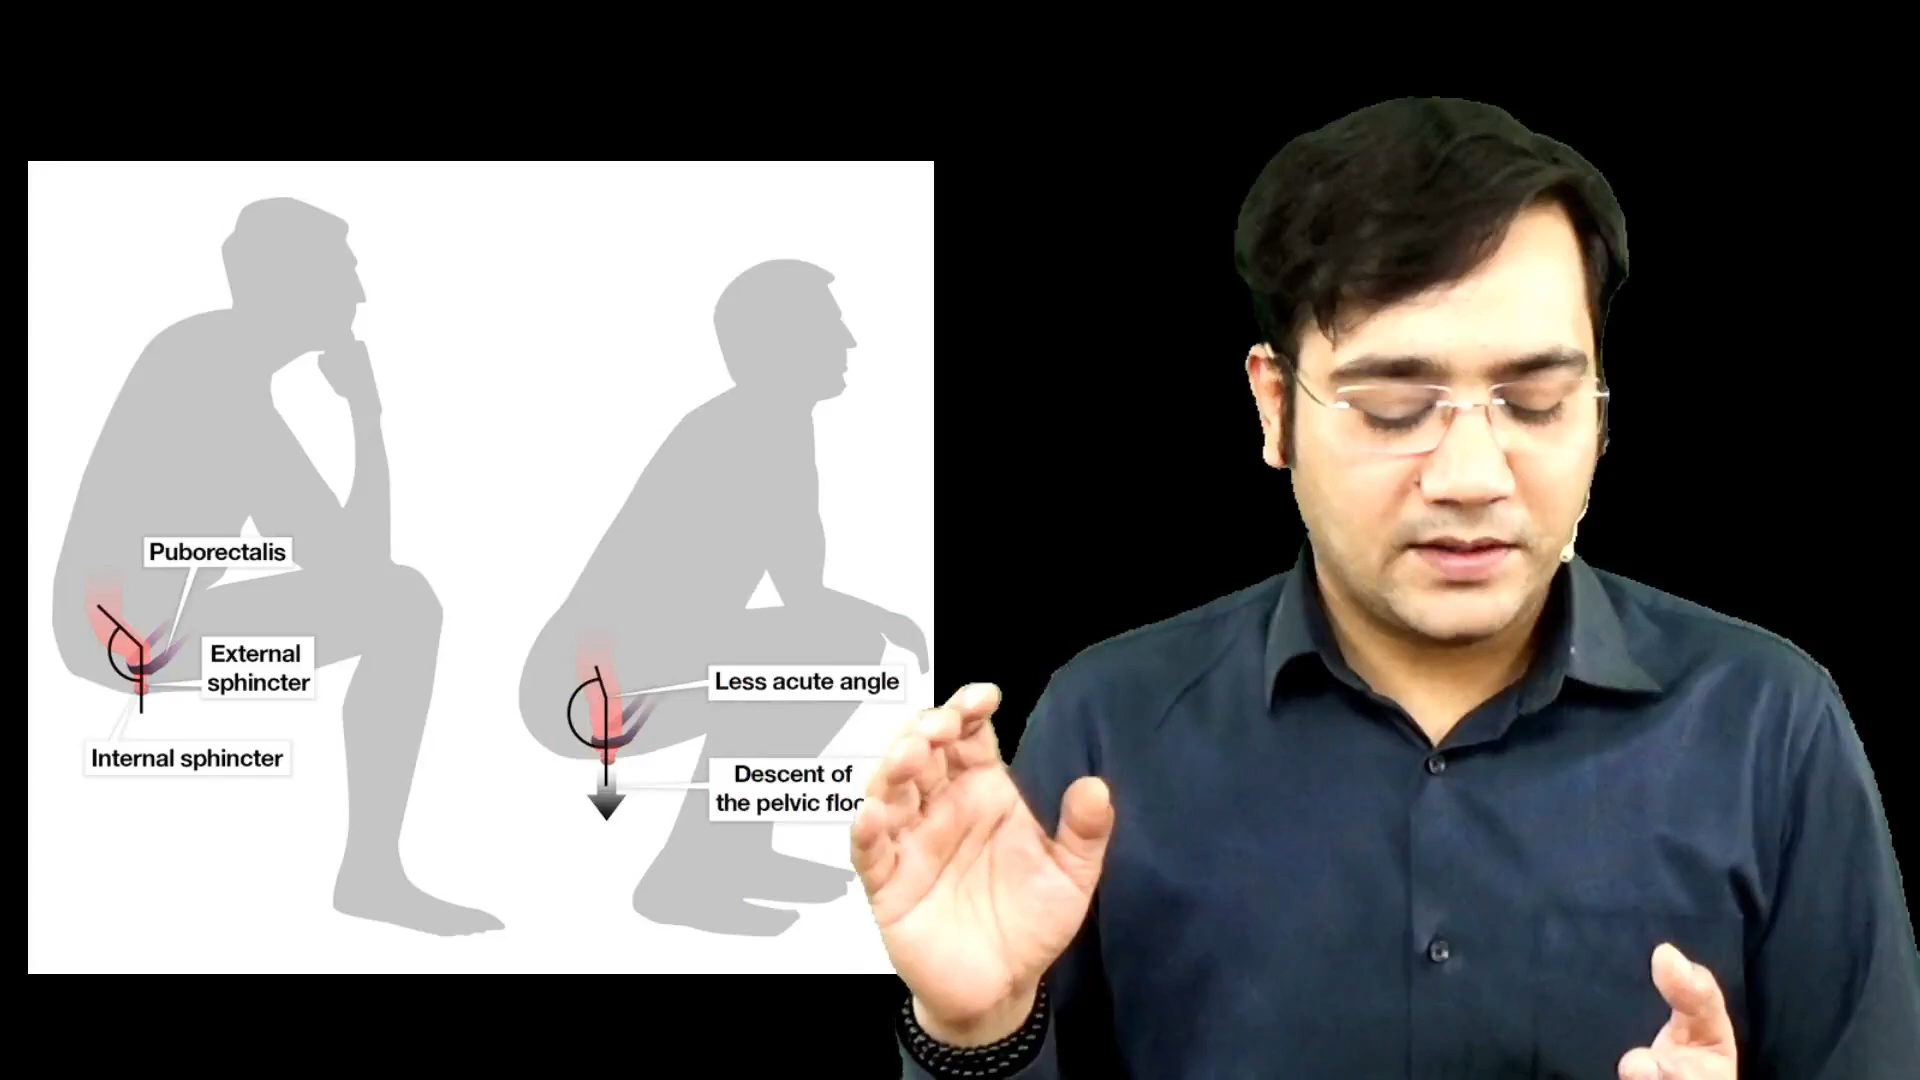 Puborectalis
External
sphincter
Internal sphincter
Less acute angle
Descent of
the pelvic